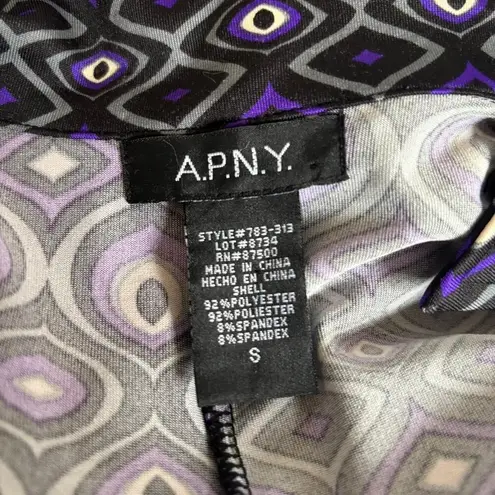 A.P.N.Y.
STYLE#783-313
LOT#8734
RN#87500
MADE IN CHINA
HECHO EN CHINA
SHELL
92%POLYESTER
92%POLIESTER
8%SPANDEX
8%SPANDEX
S